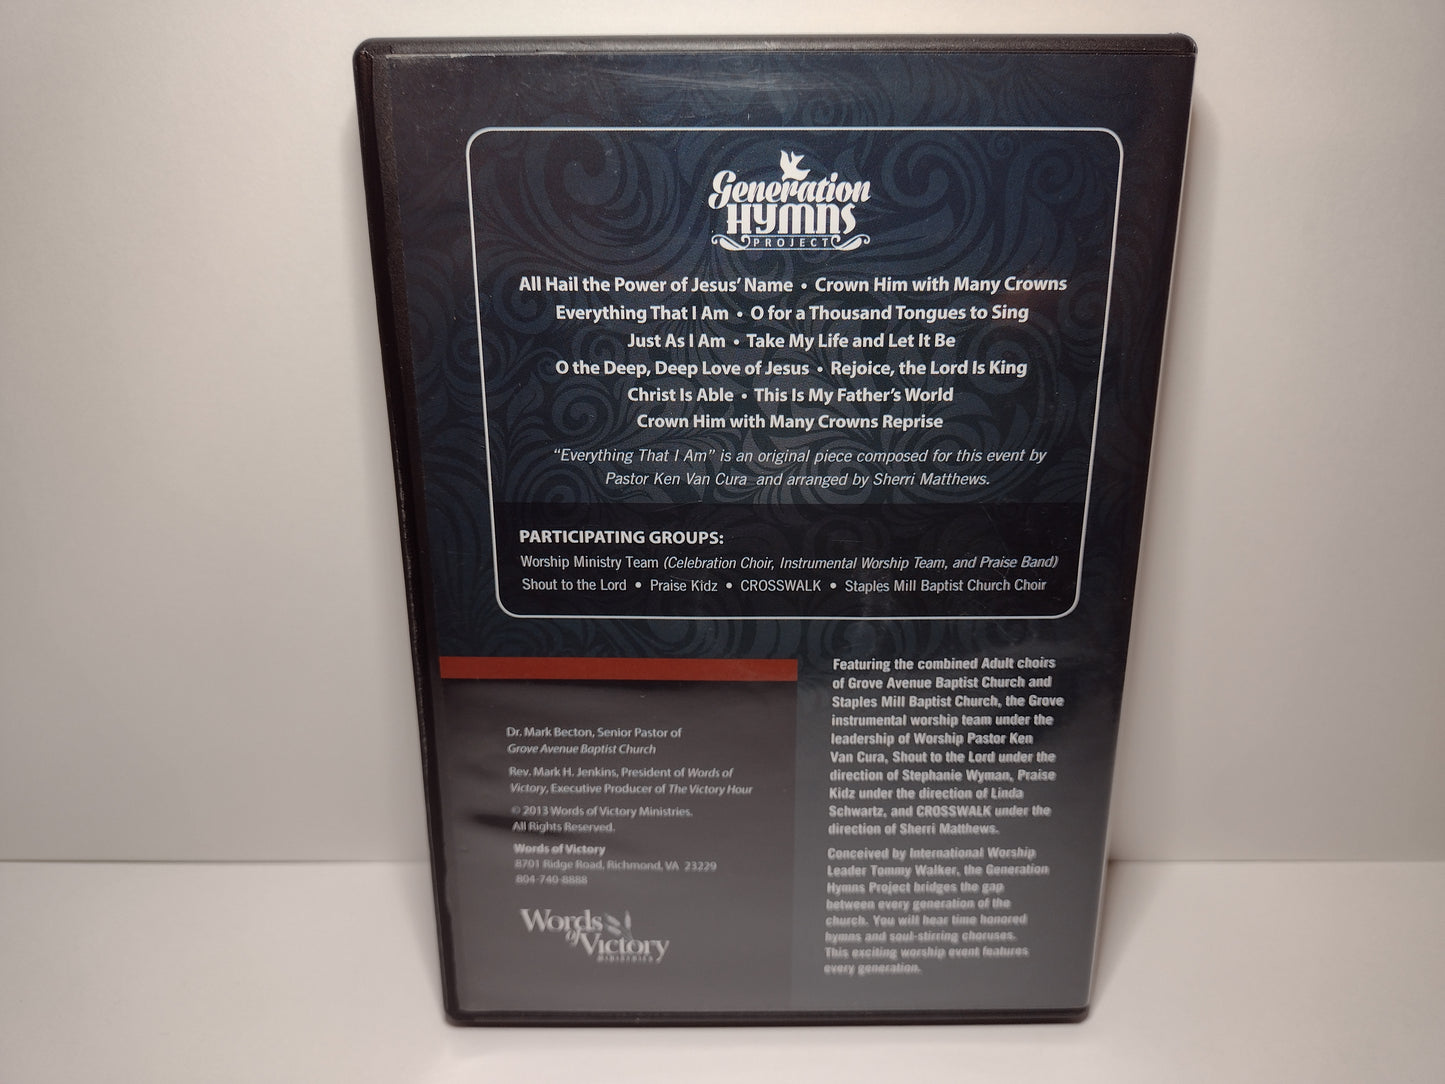 Generation
HYMNS
PROJECT
All Hail the Power of Jesus' Name • Crown Him with Many Crowns
Everything That I Am • O for a Thousand Tongues to Sing
Just As I Am • Take My Life and Let It Be
O the Deep, Deep Love of Jesus • Rejoice, the Lord Is King
Christ Is Able • This Is My Father's World
Crown Him with Many Crowns Reprise
"Everything That I Am" is an original piece composed for this event by
Pastor Ken Van Cura and arranged by Sherri Matthews.
PARTICIPATING GROUPS:
Worship Ministry Team (Celebration Choir, Instrumental Worship Team, and Praise Band)
Shout to the Lord • Praise Kidz • CROSSWALK • Staples Mill Baptist Church Choir
Dr. Mark Becton, Senior Pastor of
Grove Avenue Baptist Church
Rev. Mark H. Jenkins, President of Words of
Victory, Executive Producer of The Victory Hour
© 2013 Words of Victory Ministries.
All Rights Reserved.
Words of Victory
8701 Ridge Road, Richmond, VA 23229
804-740-8888
Words
of
Victory
MINISTRIES
Featuring the combined Adult choirs
of Grove Avenue Baptist Church and
Staples Mill Baptist Church, the Grove
instrumental worship team under the
leadership of Worship Pastor Ken
Van Cura, Shout to the Lord under the
direction of Stephanie Wyman, Praise
Kidz under the direction of Linda
Schwartz, and CROSSWALK under the
direction of Sherri Matthews.
Conceived by International Worship
Leader Tommy Walker, the Generation
Hymns Project bridges the gap
between every generation of the
church. You will hear time honored
hymns and soul-stirring choruses.
This exciting worship event features
every generation.